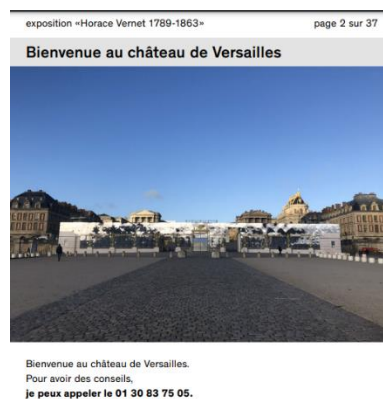 exposition «Horace Vernet 1789-1863» page 2 sur 37
Bienvenue au château de Versailles
Bienvenue au château de Versailles.
Pour avoir des conseils,
je peux appeler le 01 30 83 75 05.